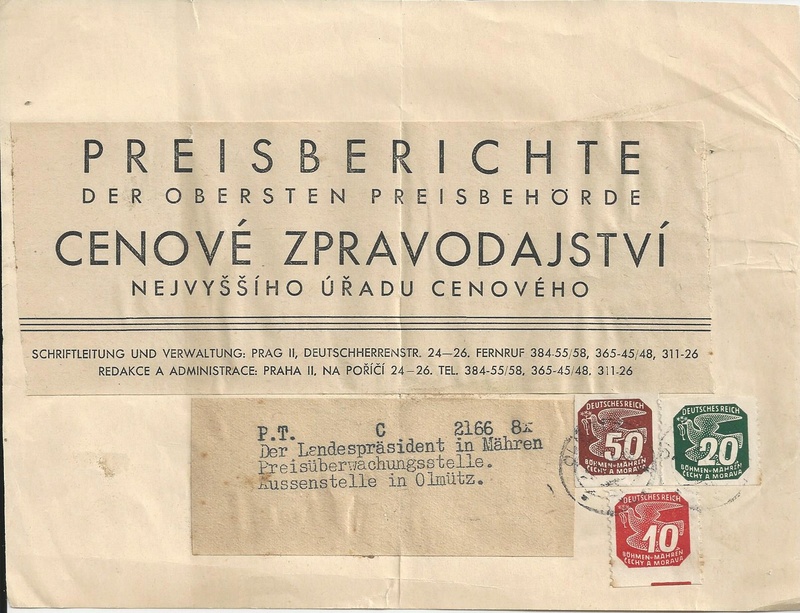 PREISBERICHTE
DER OBERSTEN PREISBEHÖRDE
CENOVÉ ZPRAVODAJSTVÍ
NEJVYŠŠÍHO ÚŘADU CENOVÉHO
SCHRIFTLEITUNG UND VERWALTUNG: PRAG II, DEUTSCHHERRENSTR. 24—26. FERNRUF 384-55/58, 365-45/48, 311-26
REDAKCE A ADMINISTRACE: PRAHA II, NA POŘÍČÍ 24—26. TEL. 384-55/58, 365-45/48. 311-26
P.T. C 2166 8x
Der Landespräsident in Mähren
Preisüberwachungsstelle.
Aussenstelle in Olmütz.
DEUTSCHES REICH
50
BÖHMEN-MÄHREN
ČECHY A MORAVA
DEUTSCHES REICH
20
BÖHMEN-MÄHREN
ČECHY A MORAVA
DEUTSCHES REICH
10
BÖHMEN-MÄHREN
ČECHY A MORAVA